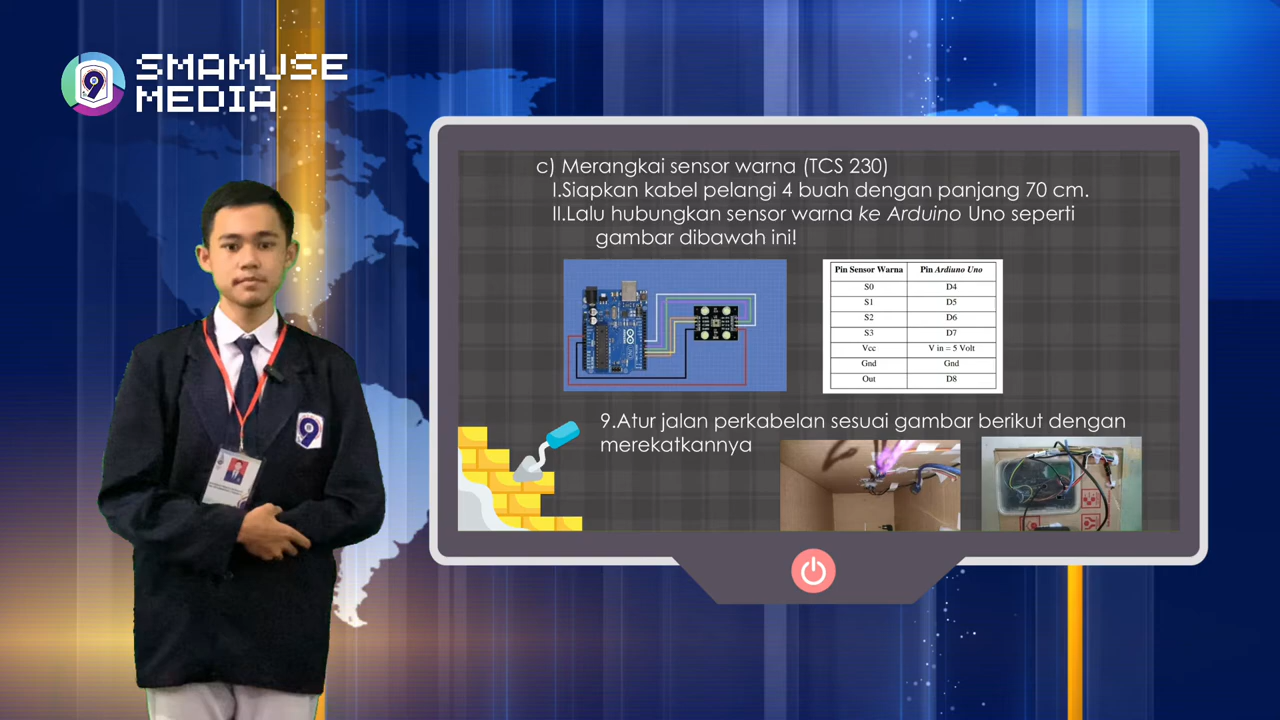 SMAMUSE
MEDIA
c) Merangkai sensor warna (TCS 230)
I.Siapkan kabel pelangi 4 buah dengan panjang 70 cm.
II.Lalu hubungkan sensor warna ke Arduino Uno seperti
gambar dibawah ini!
Pin Sensor Warna Pin Ardiuno Uno
S0 D4
S1 D5
S2 D6
S3 D7
Vcc V in = 5 Volt
Gnd Gnd
Out D8
9.Atur jalan perkabelan sesuai gambar berikut dengan
merekatkannya
9
9